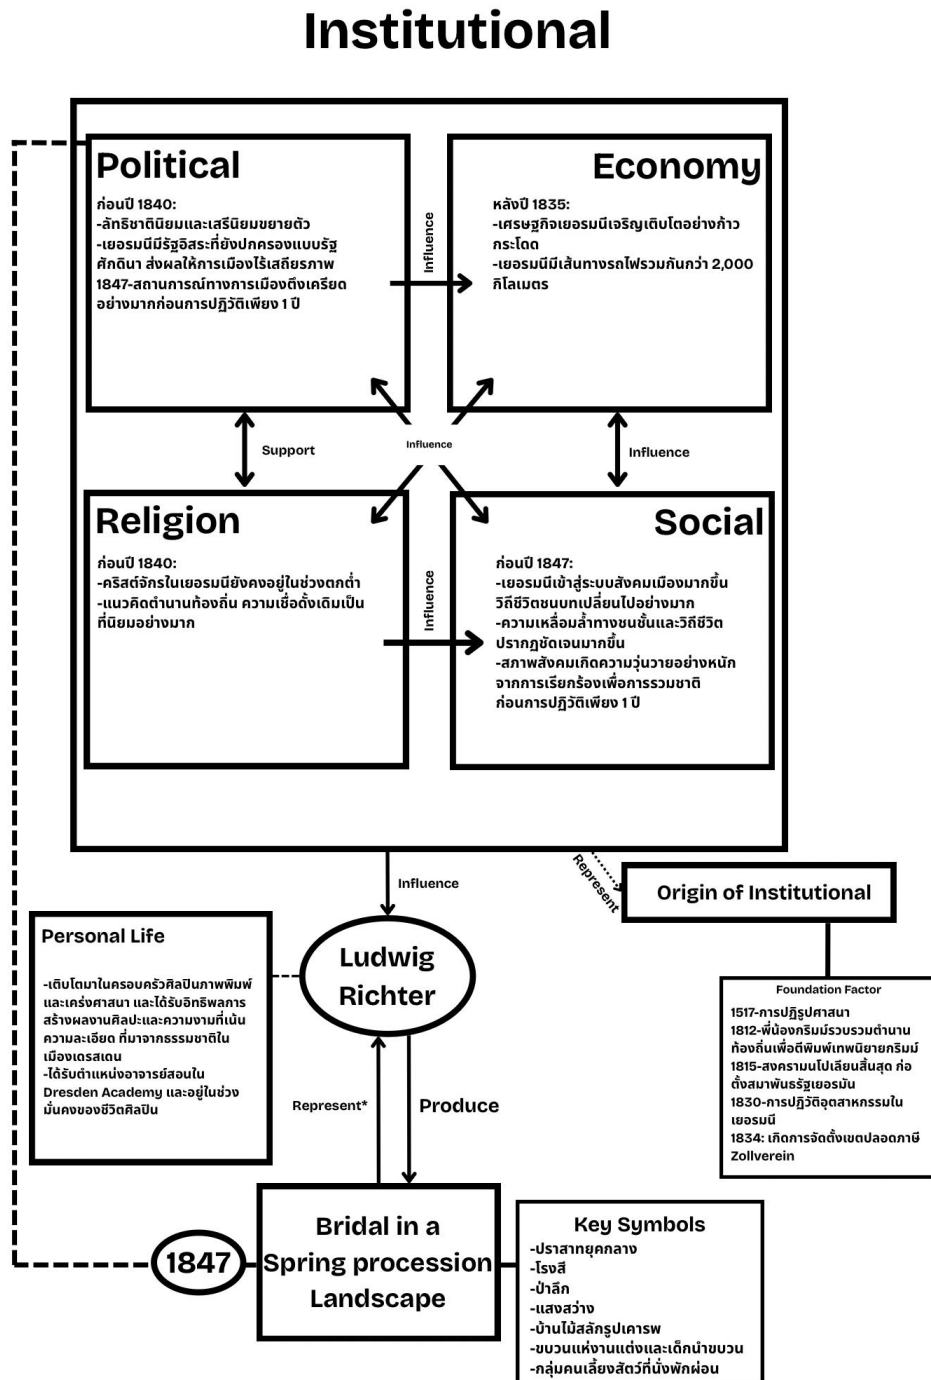 Institutional
Political
ก่อนปี 1840:
-ลัทธิชาตินิยมและเสรีนิยมขยายตัว
-เยอรมนีมีรัฐอิสระที่ยังปกครองแบบรัฐ
ศักดินา ส่งผลให้การเมืองไร้เสถียรภาพ
1847-สถานการณ์ทางการเมืองตึงเครียด
อย่างมากก่อนการปฏิวัติเพียง 1 ปี
Influence
Economy
หลังปี 1835:
-เศรษฐกิจเยอรมนีเจริญเติบโตอย่างก้าว
กระโดด
-เยอรมนีมีเส้นทางรถไฟรวมกันกว่า 2,000
กิโลเมตร
Support
Influence
Influence
Religion
ก่อนปี 1840:
-คริสต์จักรในเยอรมนียังคงอยู่ในช่วงตกต่ำ
-แนวคิดตำนานท้องถิ่น ความเชื่อดั้งเดิมเป็น
ที่นิยมอย่างมาก
Influence
Social
ก่อนปี 1847:
-เยอรมนีเข้าสู่ระบบสังคมเมืองมากขึ้น
วิถีชีวิตชนบทเปลี่ยนไปอย่างมาก
-ความเหลื่อมล้ำทางชนชั้นและวิถีชีวิต
ปรากฏชัดเจนมากขึ้น
-สภาพสังคมเกิดความวุ่นวายอย่างหนัก
จากการเรียกร้องเพื่อการรวมชาติ
ก่อนการปฏิวัติเพียง 1 ปี
Influence
Represent
Origin of Institutional
Foundation Factor
1517-การปฏิรูปศาสนา
1812-พี่น้องกริมม์รวบรวมตำนาน
ท้องถิ่นเพื่อตีพิมพ์เทพนิยายกริมม์
1815-สงครามนโปเลียนสิ้นสุด ก่อ
ตั้งสมาพันธรัฐเยอรมัน
1830-การปฏิวัติอุตสาหกรรมใน
เยอรมนี
1834: เกิดการจัดตั้งเขตปลอดภาษี
Zollverein
Personal Life
-เติบโตมาในครอบครัวศิลปินภาพพิมพ์
และเคร่งศาสนา และได้รับอิทธิพลการ
สร้างผลงานศิลปะและความงามที่เน้น
ความละเอียด ที่มาจากธรรมชาติใน
เมืองเดรสเดน
-ได้รับตำแหน่งอาจารย์สอนใน
Dresden Academy และอยู่ในช่วง
มั่นคงของชีวิตศิลปิน
Ludwig
Richter
Represent*
Produce
1847
Bridal in a
Spring procession
Landscape
Key Symbols
-ปราสาทยุคกลาง
-โรงสี
-ป่าลึก
-แสงสว่าง
-บ้านไม้สลักรูปเคารพ
-ขบวนแห่งานแต่งและเด็กนำขบวน
-กลุ่มคนเลี้ยงสัตว์ที่นั่งพักผ่อน